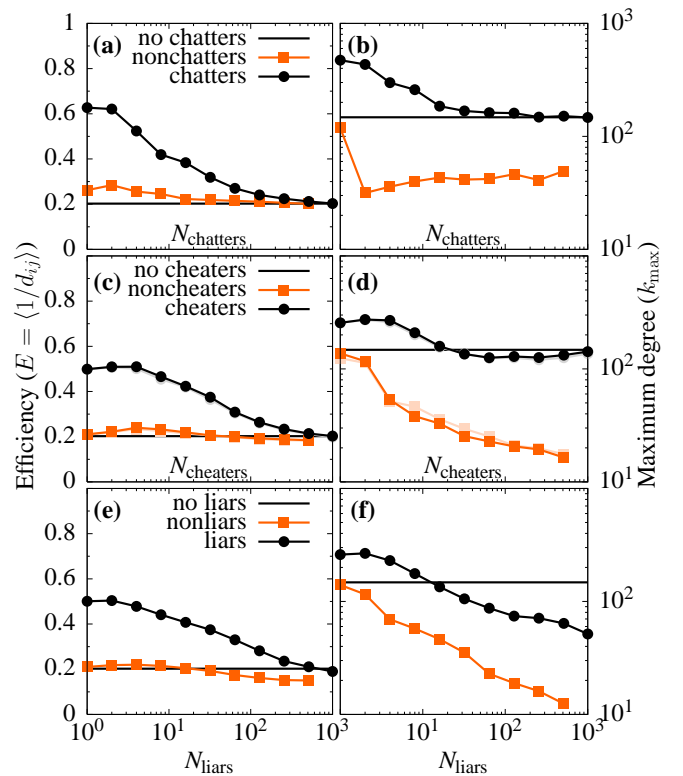 1
0.8
0.6
0.4
0.2
0
(a)
no chatters
nonchatters
chatters
N_chatters
(b)
N_chatters
10^3
10^2
10^1
1
0.8
0.6
0.4
0.2
0
(c)
no cheaters
noncheaters
cheaters
N_cheaters
(d)
N_cheaters
10^2
10^1
1
0.8
0.6
0.4
0.2
0
(e)
no liars
nonliars
liars
(f)
10^2
10^1
10^0
10^1
10^2
10^3
10^1
10^2
10^3
N_liars
N_liars
Efficiency (E = ⟨1/d_ij⟩)
Maximum degree (k_max)